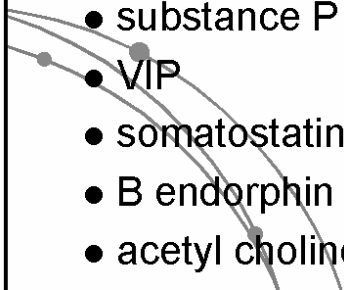 • substance P
• VIP
• somatostatin
• B endorphin
• acetyl choline